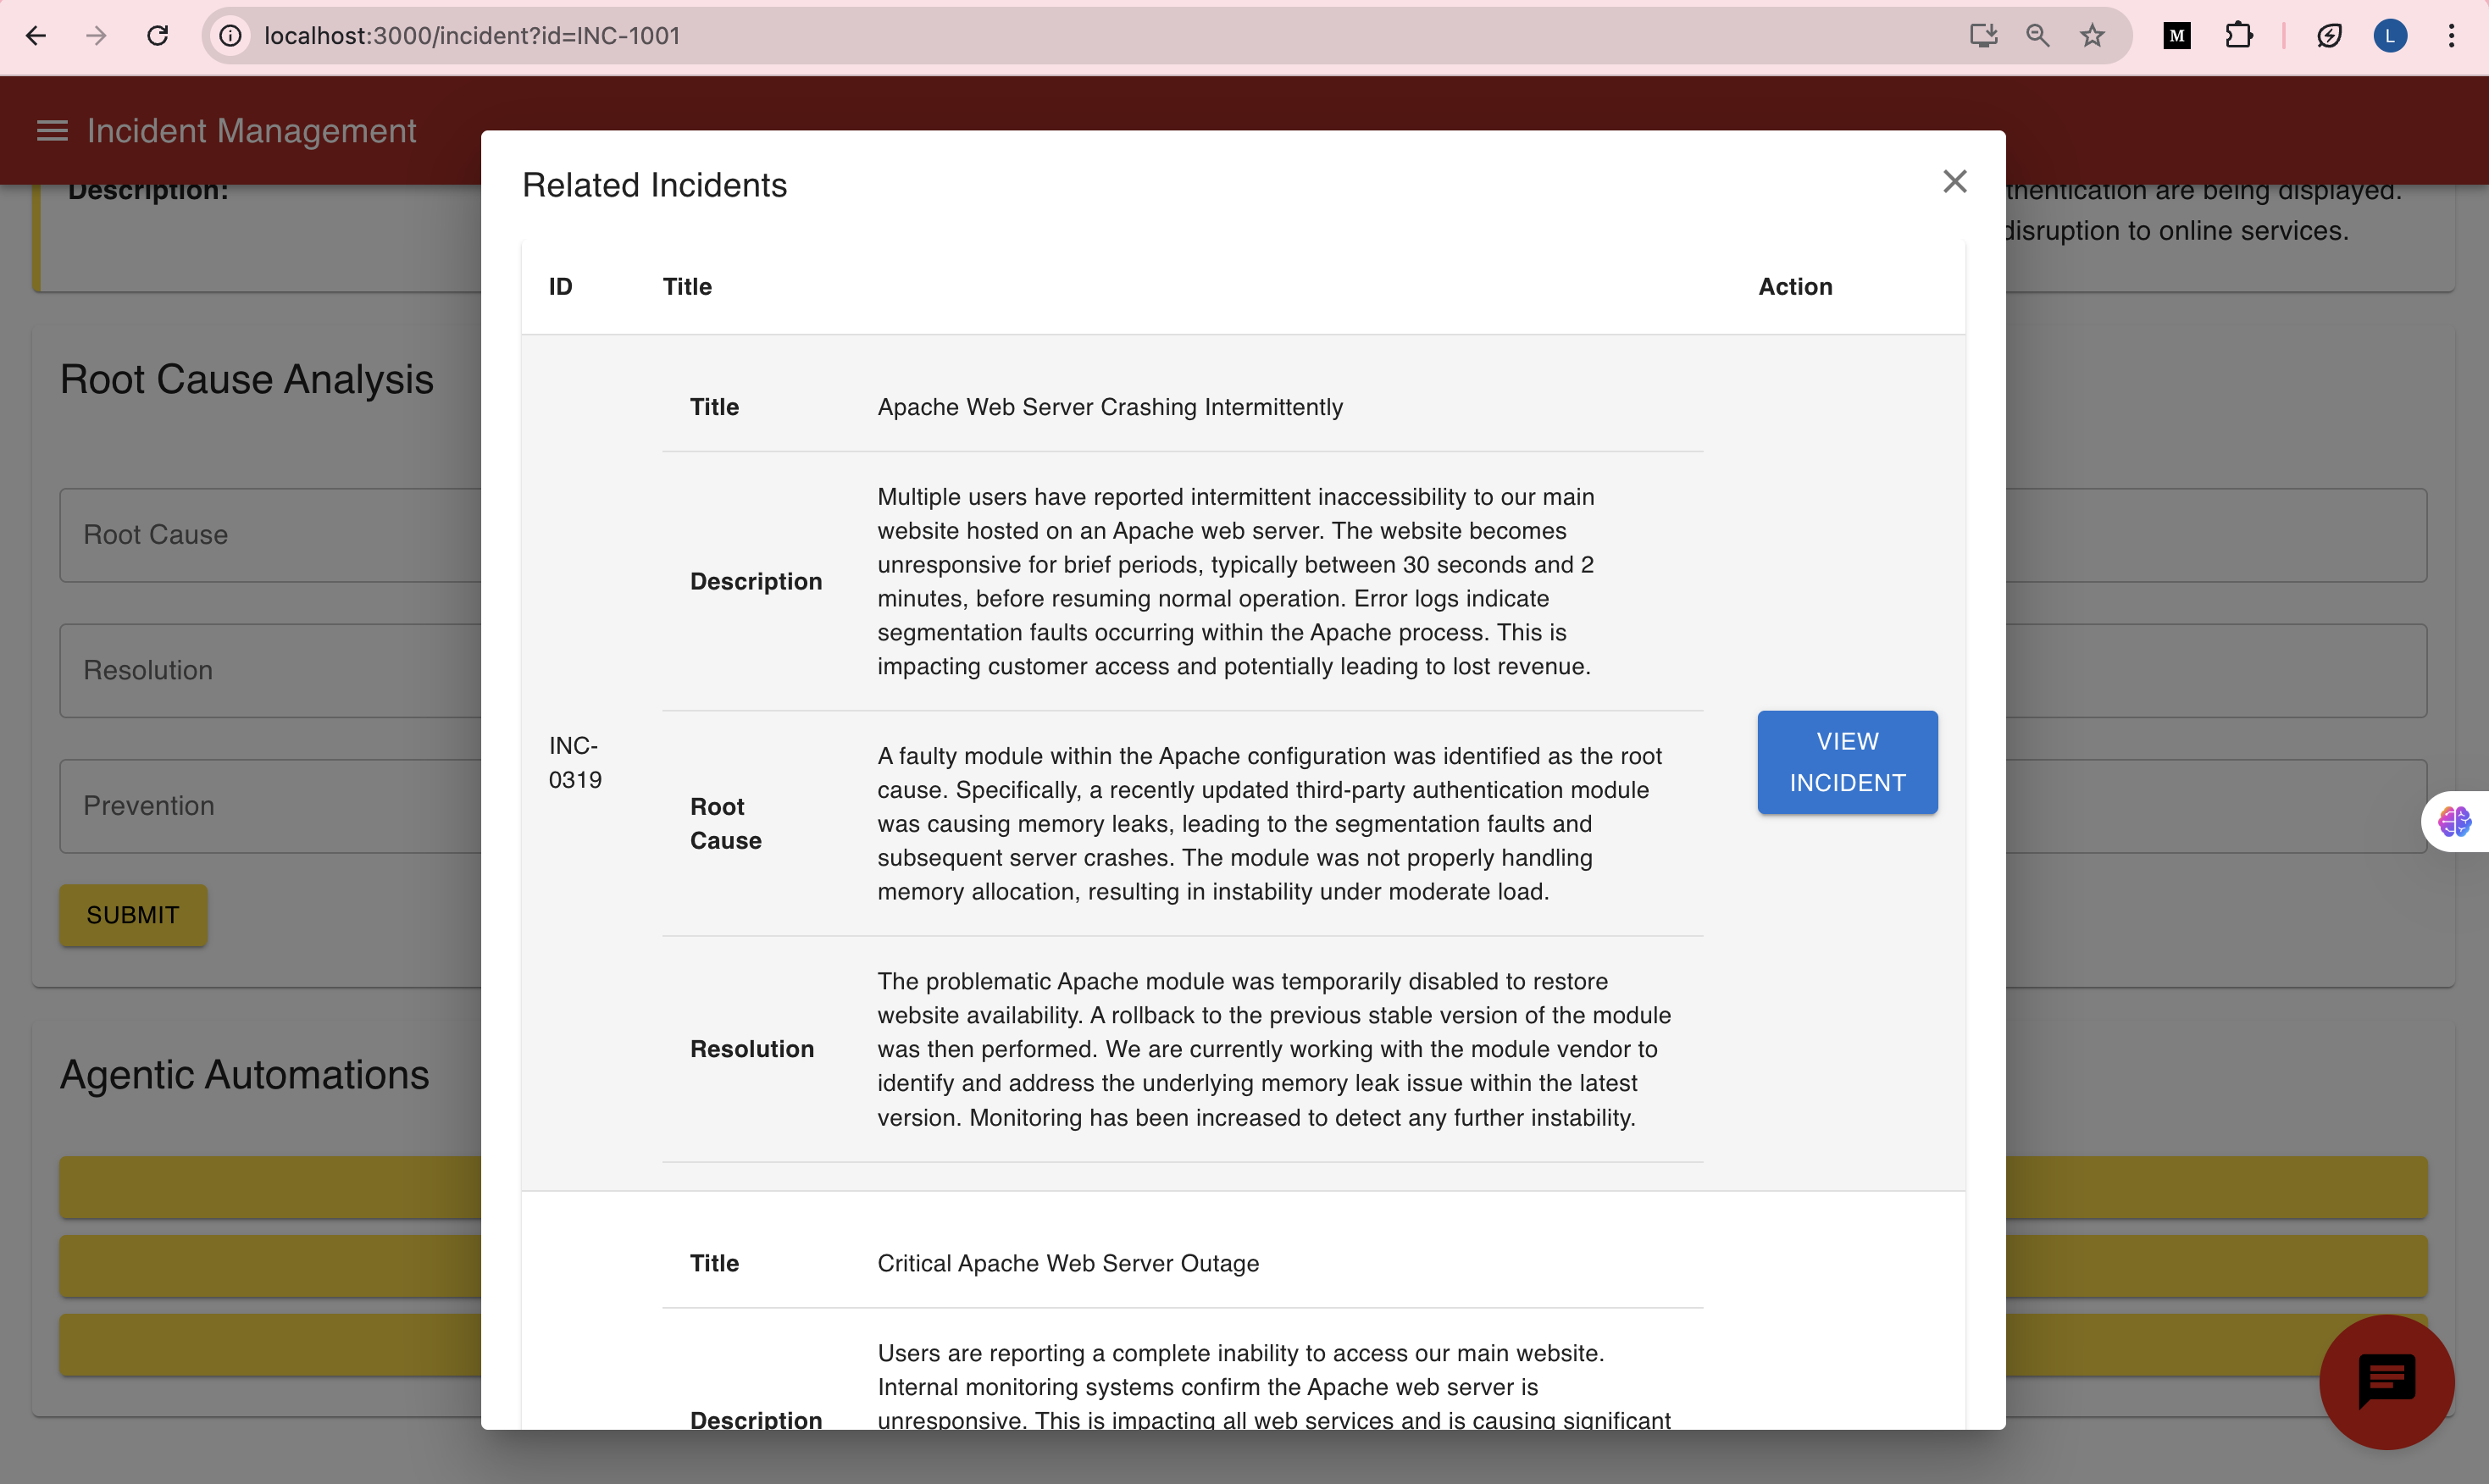 localhost:3000/incident?id=INC-1001
M
L
Incident Management
Description:
thentication are being displayed.
disruption to online services.
Related Incidents
ID Title Action
INC-
0319
Title Apache Web Server Crashing Intermittently
Description
Multiple users have reported intermittent inaccessibility to our main
website hosted on an Apache web server. The website becomes
unresponsive for brief periods, typically between 30 seconds and 2
minutes, before resuming normal operation. Error logs indicate
segmentation faults occurring within the Apache process. This is
impacting customer access and potentially leading to lost revenue.
Root
Cause
A faulty module within the Apache configuration was identified as the root
cause. Specifically, a recently updated third-party authentication module
was causing memory leaks, leading to the segmentation faults and
subsequent server crashes. The module was not properly handling
memory allocation, resulting in instability under moderate load.
Resolution
The problematic Apache module was temporarily disabled to restore
website availability. A rollback to the previous stable version of the module
was then performed. We are currently working with the module vendor to
identify and address the underlying memory leak issue within the latest
version. Monitoring has been increased to detect any further instability.
VIEW
INCIDENT
Title Critical Apache Web Server Outage
Description
Users are reporting a complete inability to access our main website.
Internal monitoring systems confirm the Apache web server is
unresponsive. This is impacting all web services and is causing significant
Root Cause Analysis
Root Cause
Resolution
Prevention
SUBMIT
Agentic Automations